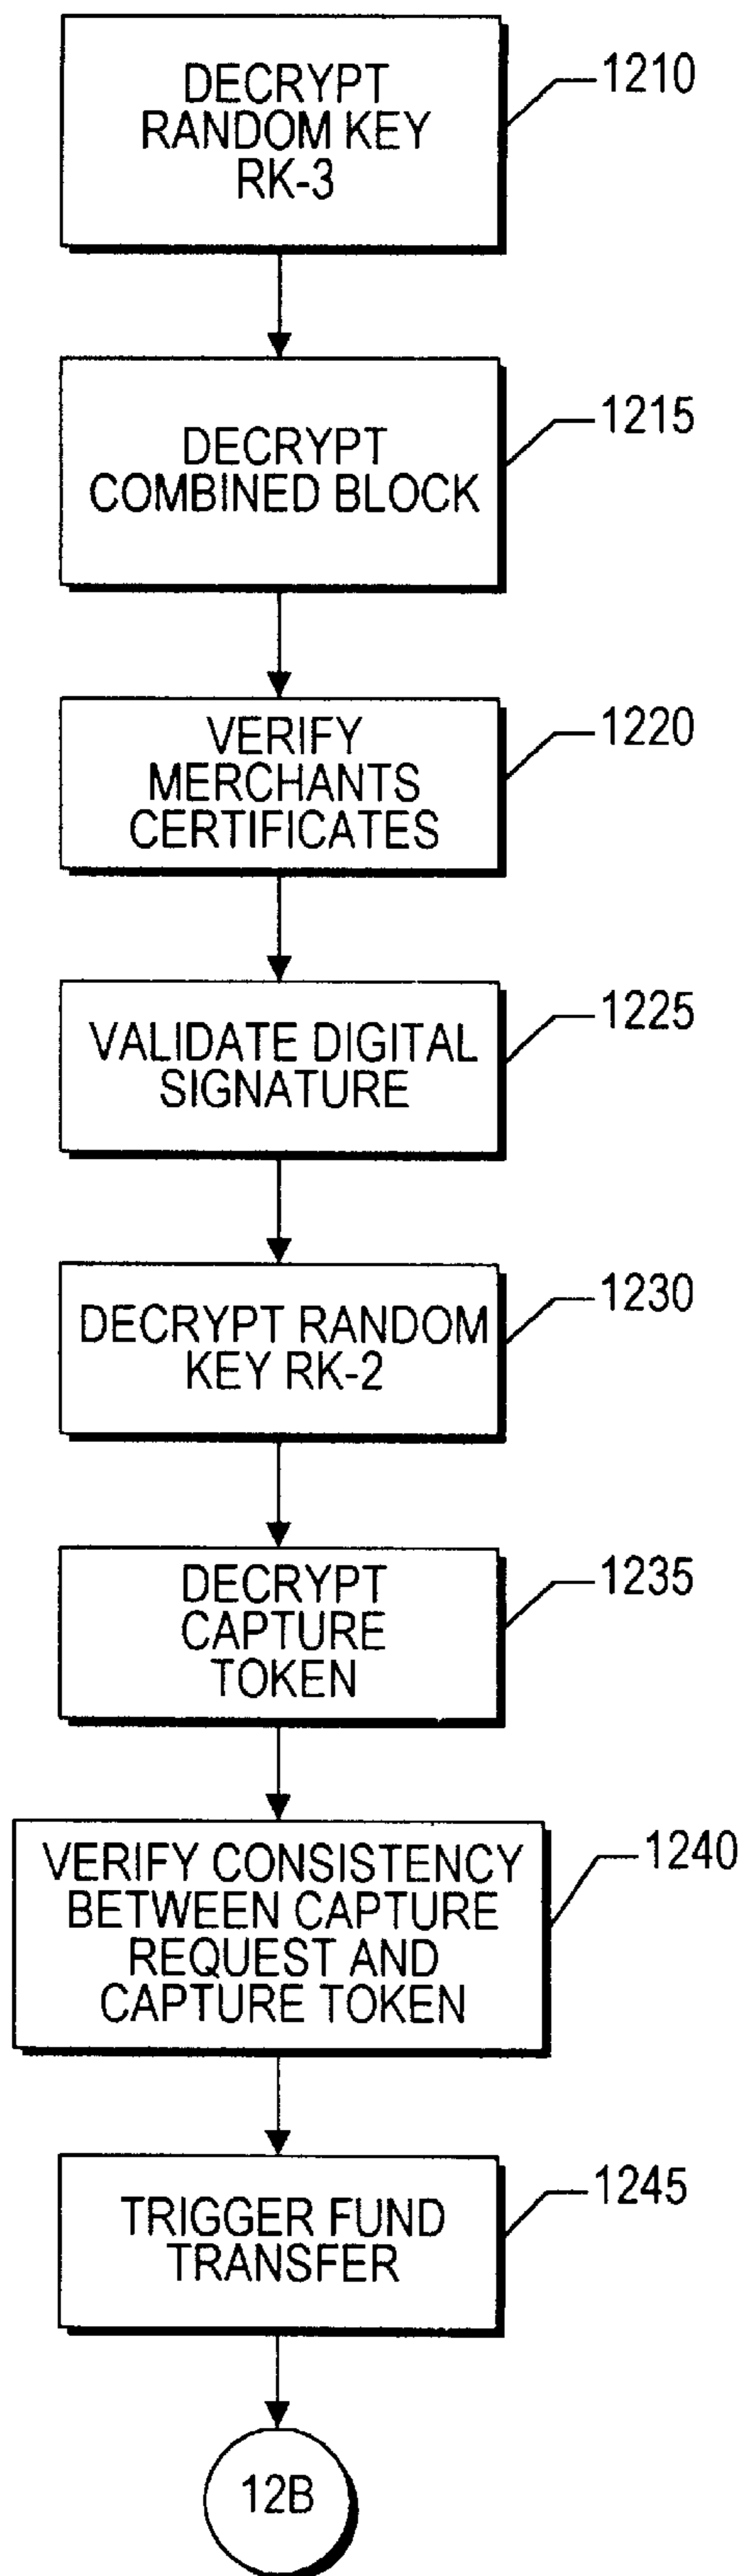 DECRYPT
RANDOM KEY
RK-3
1210
DECRYPT
COMBINED BLOCK
1215
VERIFY
MERCHANTS
CERTIFICATES
1220
VALIDATE DIGITAL
SIGNATURE
1225
DECRYPT RANDOM
KEY RK-2
1230
DECRYPT
CAPTURE
TOKEN
1235
VERIFY CONSISTENCY
BETWEEN CAPTURE
REQUEST AND
CAPTURE TOKEN
1240
TRIGGER FUND
TRANSFER
1245
12B